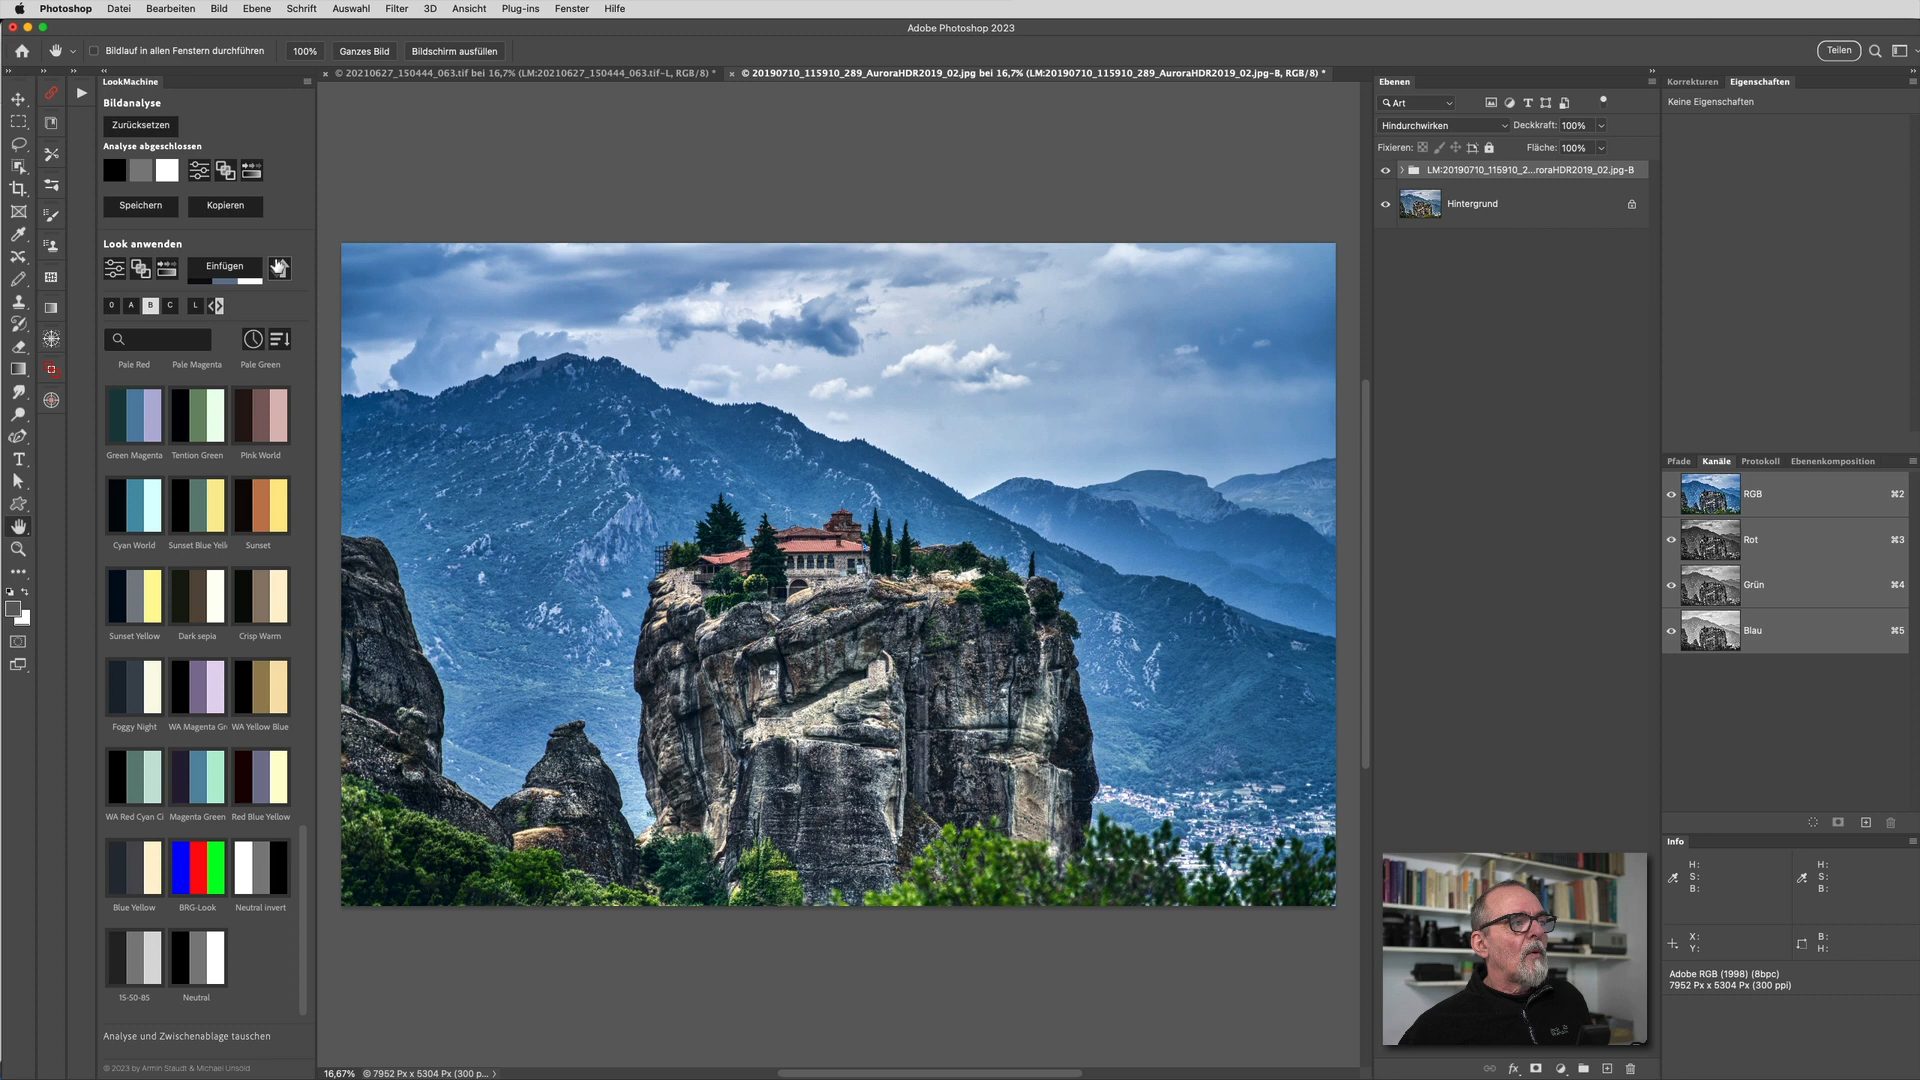 Photoshop Datei Bearbeiten Bild Ebene Schrift Auswahl Filter 3D Ansicht Plug-ins Fenster Hilfe
Adobe Photoshop 2023
Bildlauf in allen Fenstern durchführen 100% Ganzes Bild Bildschirm ausfüllen Teilen
LookMachine
Bildanalyse
Zurücksetzen
Analyse abgeschlossen
Speichern Kopieren
Look anwenden
Einfügen
0 A B C L
Pale Red Pale Magenta Pale Green
Green Magenta Tention Green Pink World
Cyan World Sunset Blue Yell Sunset
Sunset Yellow Dark sepia Crisp Warm
Foggy Night WA Magenta Gr WA Yellow Blue
WA Red Cyan Ci Magenta Green Red Blue Yellow
Blue Yellow BRG-Look Neutral invert
15-50-85 Neutral
Analyse und Zwischenablage tauschen
© 2023 by Armin Staudt & Michael Unsöld
© 20210627_150444_063.tif bei 16,7% (LM:20210627_150444_063.tif-L, RGB/8) *
© 20190710_115910_289_AuroraHDR2019_02.jpg bei 16,7% (LM:20190710_115910_289_AuroraHDR2019_02.jpg-B, RGB/8) *
16,67% 7952 Px x 5304 Px (300 p...
Ebenen
Art
Hindurchwirken Deckkraft: 100%
Fixieren: Fläche: 100%
LM:20190710_115910_2...roraHDR2019_02.jpg-B
Hintergrund
fx
Korrekturen Eigenschaften
Keine Eigenschaften
Pfade Kanäle Protokoll Ebenenkomposition
RGB ⌘2
Rot ⌘3
Grün ⌘4
Blau ⌘5
Info
H: H:
S: S:
B: B:
X: B:
Y: H:
Adobe RGB (1998) (8bpc)
7952 Px x 5304 Px (300 ppi)